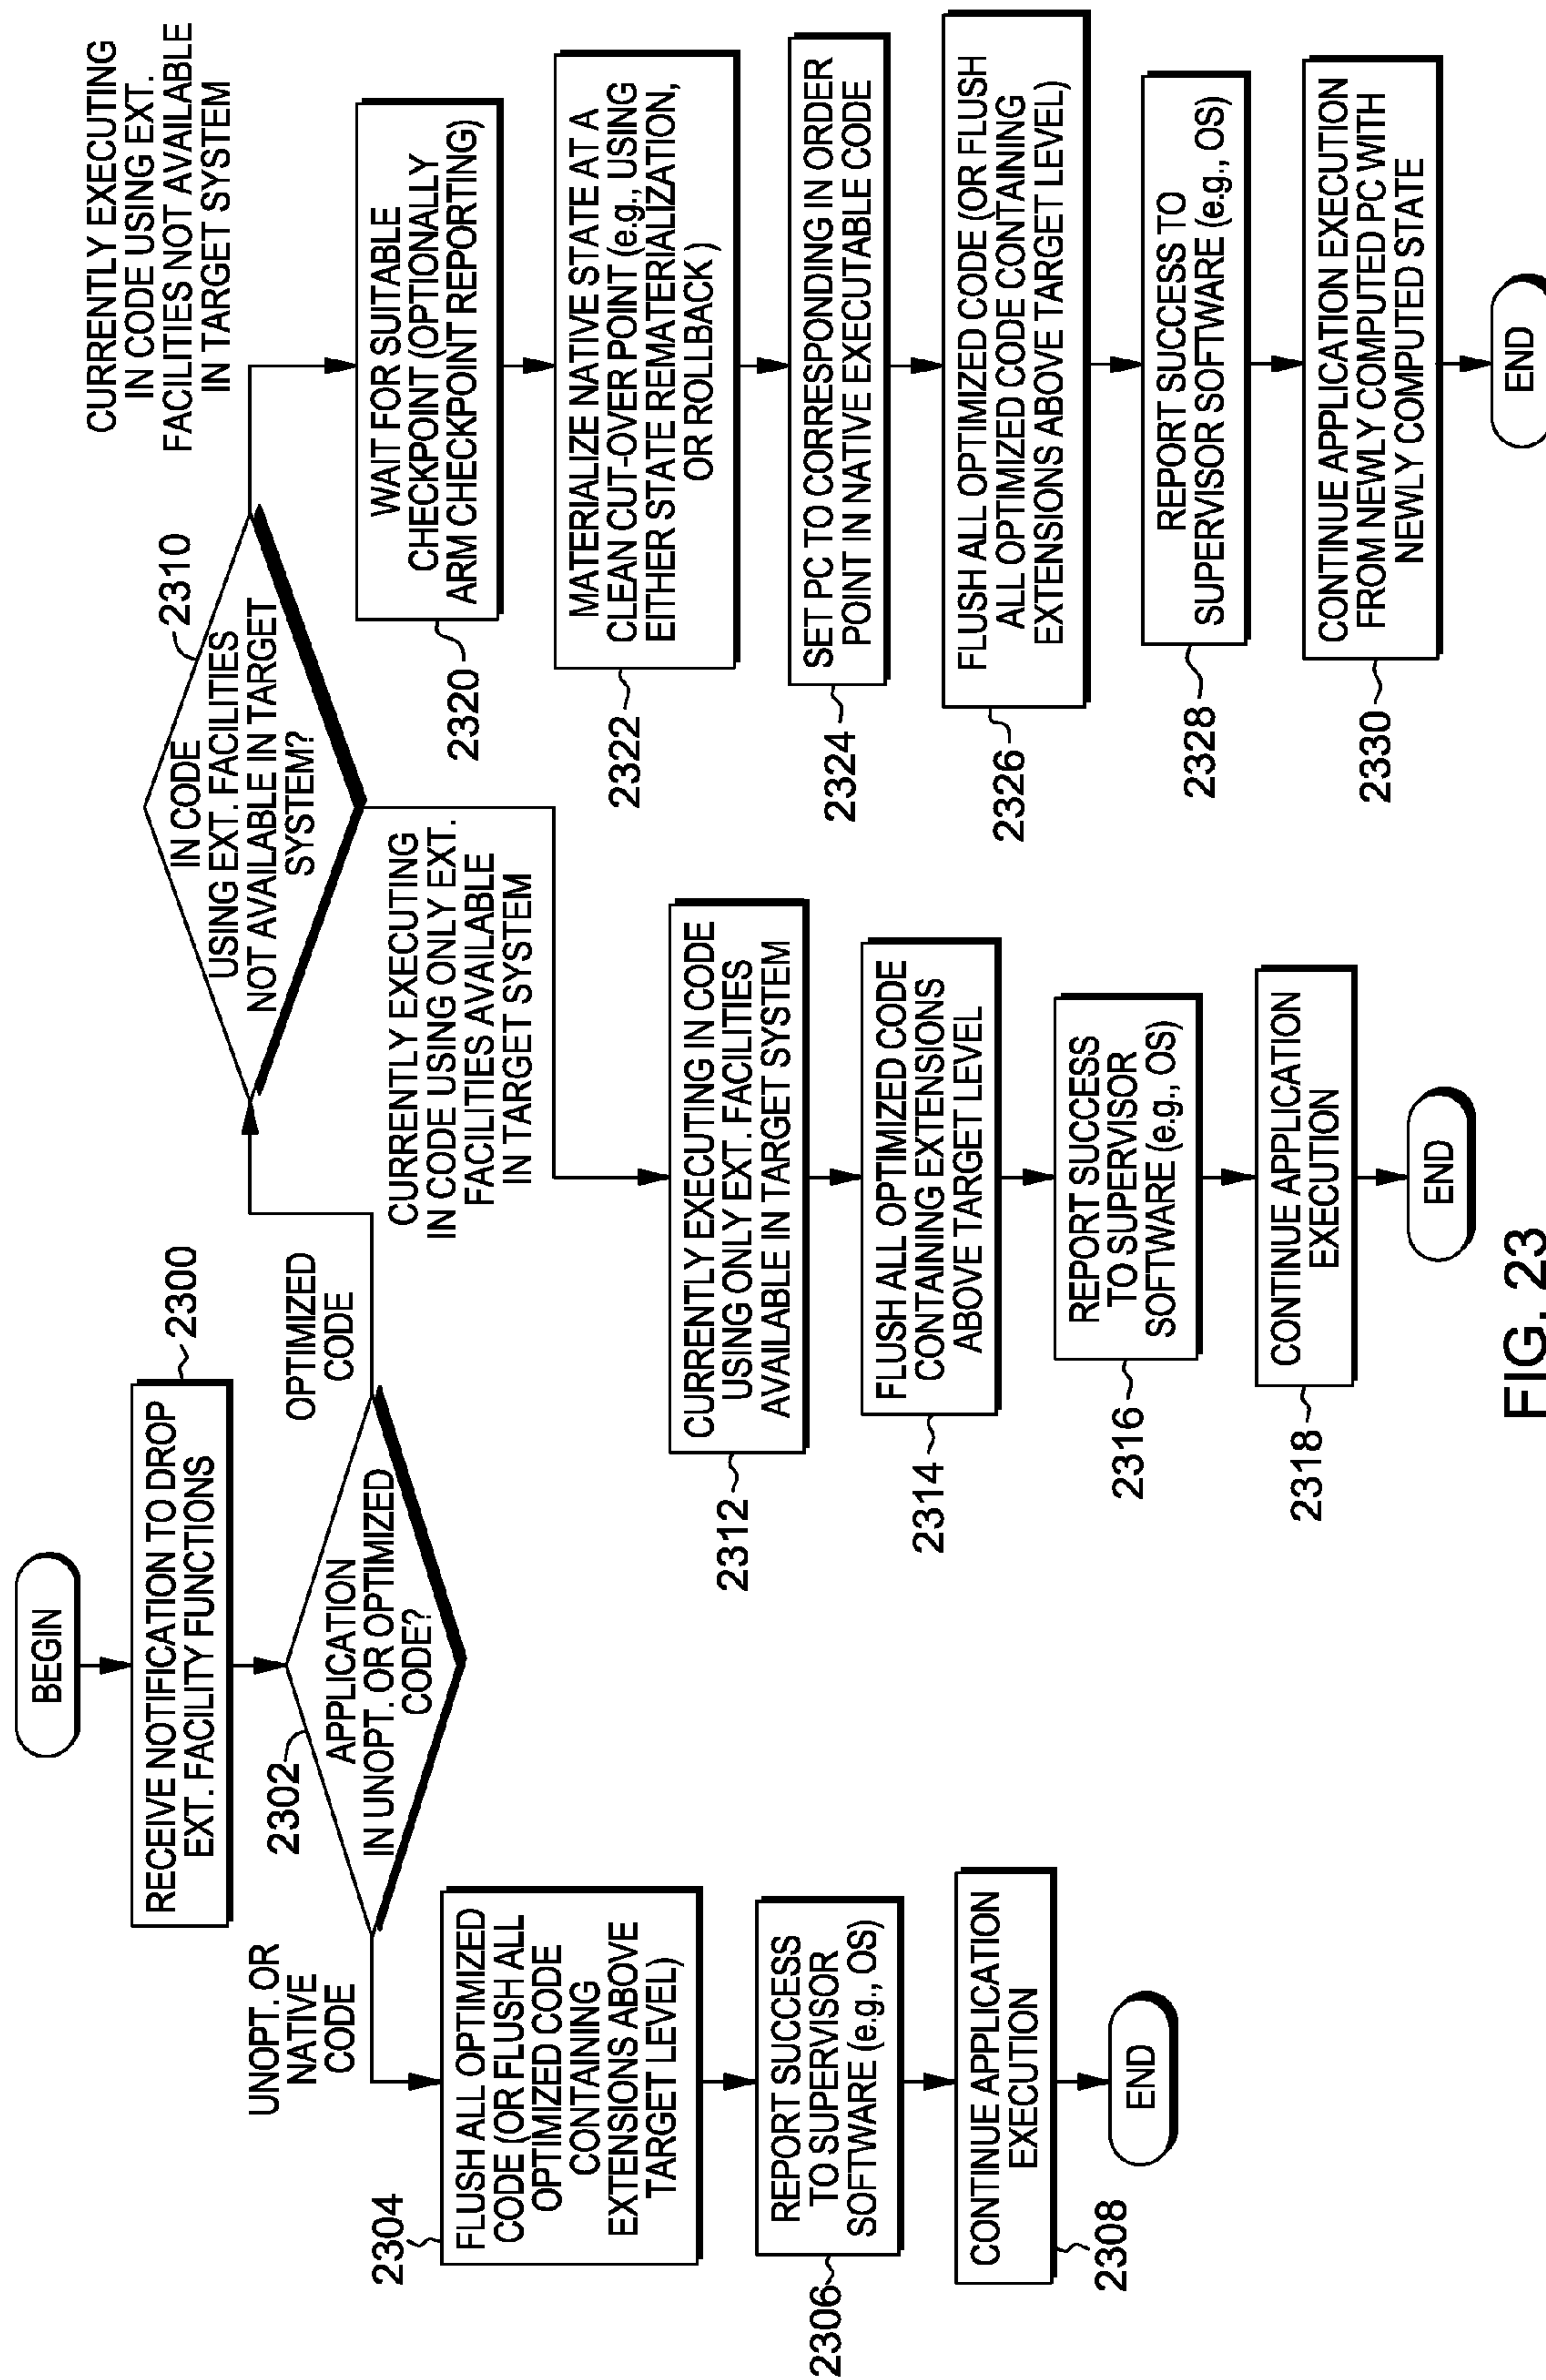 BEGIN
RECEIVE NOTIFICATION TO DROP
EXT. FACILITY FUNCTIONS
2300
2302
APPLICATION
IN UNOPT. OR OPTIMIZED
CODE?
UNOPT. OR
NATIVE
CODE
OPTIMIZED
CODE
2304
FLUSH ALL OPTIMIZED
CODE (OR FLUSH ALL
OPTIMIZED CODE
CONTAINING
EXTENSIONS ABOVE
TARGET LEVEL)
2306
REPORT SUCCESS
TO SUPERVISOR
SOFTWARE (e.g., OS)
2308
CONTINUE APPLICATION
EXECUTION
END
2310
IN CODE
USING EXT. FACILITIES
NOT AVAILABLE IN TARGET
SYSTEM?
CURRENTLY EXECUTING
IN CODE USING ONLY EXT.
FACILITIES AVAILABLE
IN TARGET SYSTEM
2312
CURRENTLY EXECUTING IN CODE
USING ONLY EXT. FACILITIES
AVAILABLE IN TARGET SYSTEM
2314
FLUSH ALL OPTIMIZED CODE
CONTAINING EXTENSIONS
ABOVE TARGET LEVEL
2316
REPORT SUCCESS
TO SUPERVISOR
SOFTWARE (e.g., OS)
2318
CONTINUE APPLICATION
EXECUTION
END
CURRENTLY EXECUTING
IN CODE USING EXT.
FACILITIES NOT AVAILABLE
IN TARGET SYSTEM
2320
WAIT FOR SUITABLE
CHECKPOINT (OPTIONALLY
ARM CHECKPOINT REPORTING)
2322
MATERIALIZE NATIVE STATE AT A
CLEAN CUT-OVER POINT (e.g., USING
EITHER STATE REMATERIALIZATION,
OR ROLLBACK )
2324
SET PC TO CORRESPONDING IN ORDER
POINT IN NATIVE EXECUTABLE CODE
2326
FLUSH ALL OPTIMIZED CODE (OR FLUSH
ALL OPTIMIZED CODE CONTAINING
EXTENSIONS ABOVE TARGET LEVEL)
2328
REPORT SUCCESS TO
SUPERVISOR SOFTWARE (e.g., OS)
2330
CONTINUE APPLICATION EXECUTION
FROM NEWLY COMPUTED PC WITH
NEWLY COMPUTED STATE
END
FIG. 23